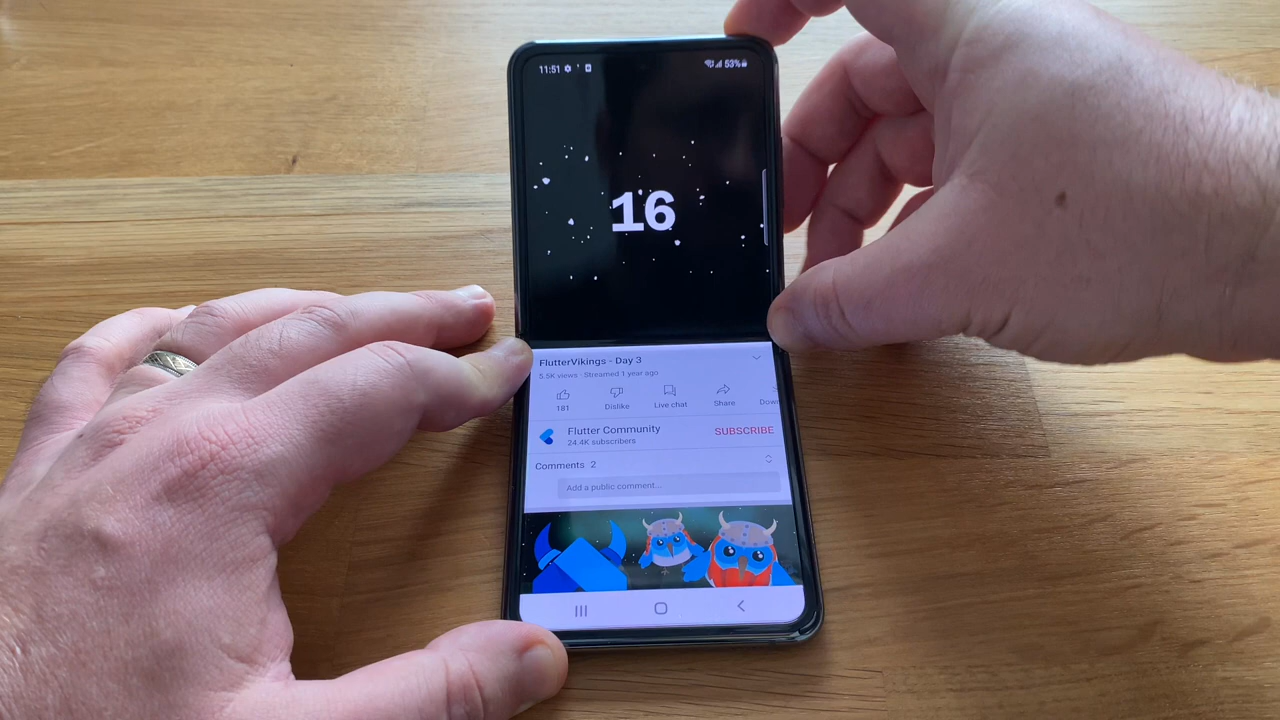 11:51
53%
16
FlutterVikings - Day 3
5.5K views · Streamed 1 year ago
181
Dislike
Live chat
Share
Down
Flutter Community
24.4K subscribers
SUBSCRIBE
Comments 2
Add a public comment...